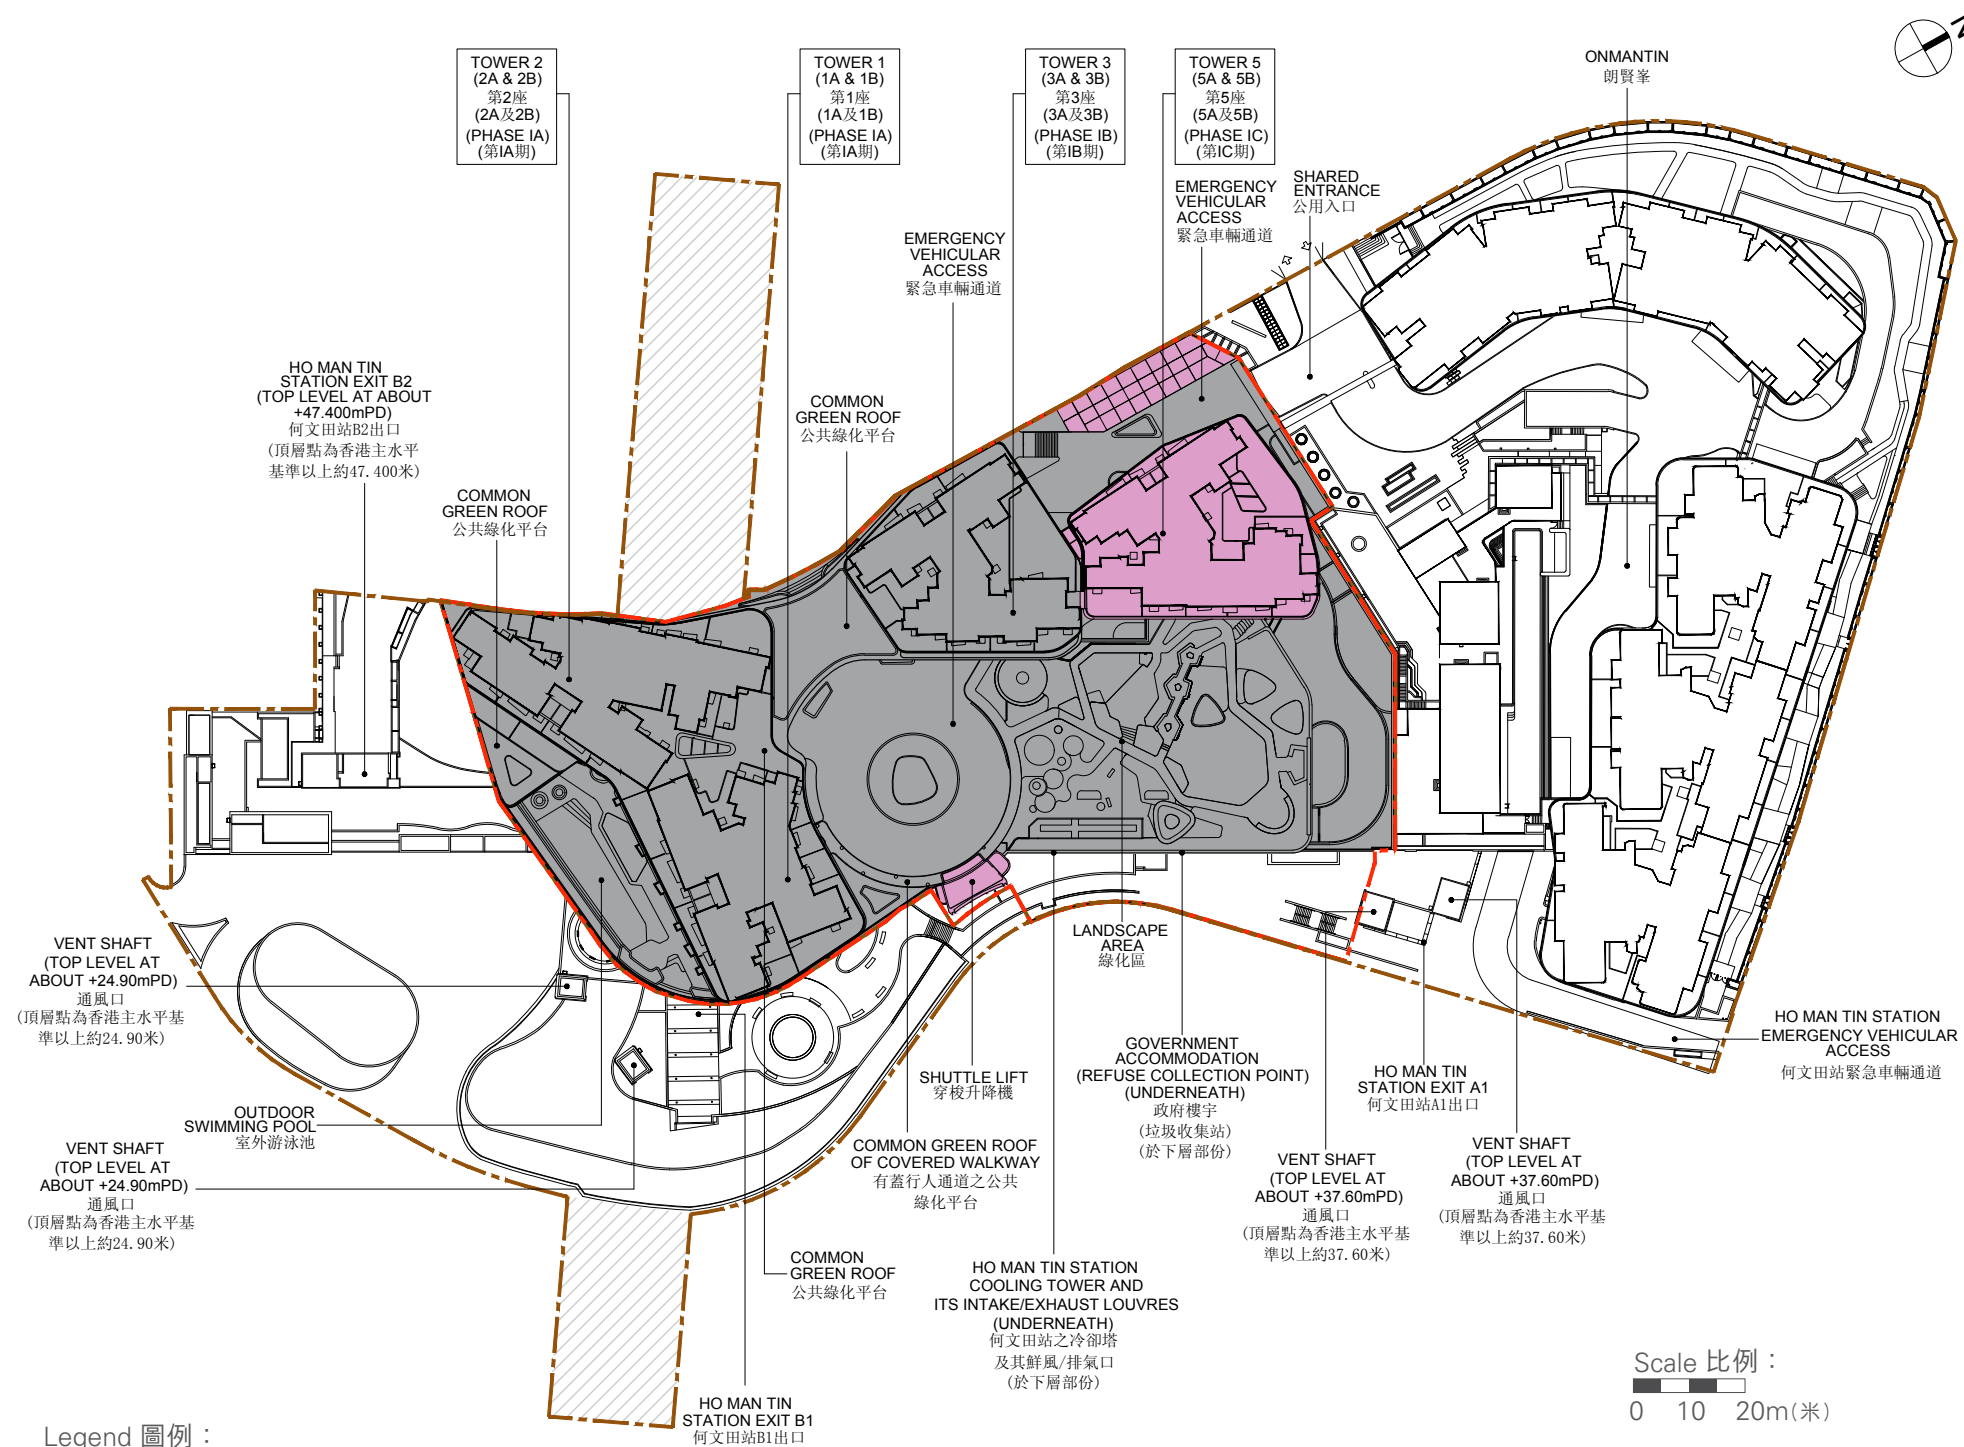 TOWER 2
(2A & 2B)
第2座
(2A及2B)
(PHASE IA)
(第IA期)
TOWER 1
(1A & 1B)
第1座
(1A及1B)
(PHASE IA)
(第IA期)
TOWER 3
(3A & 3B)
第3座
(3A及3B)
(PHASE IB)
(第IB期)
TOWER 5
(5A & 5B)
第5座
(5A及5B)
(PHASE IC)
(第IC期)
ONMANTIN
朗賢峯
EMERGENCY
VEHICULAR
ACCESS
緊急車輛通道
SHARED
ENTRANCE
公用入口
EMERGENCY
VEHICULAR
ACCESS
緊急車輛通道
HO MAN TIN
STATION EXIT B2
(TOP LEVEL AT ABOUT
+47.400mPD)
何文田站B2出口
(頂層點為香港主水平
基準以上約47.400米)
COMMON
GREEN ROOF
公共綠化平台
COMMON
GREEN ROOF
公共綠化平台
VENT SHAFT
(TOP LEVEL AT
ABOUT +24.90mPD)
通風口
(頂層點為香港主水平基
準以上約24.90米)
OUTDOOR
SWIMMING POOL
室外游泳池
VENT SHAFT
(TOP LEVEL AT
ABOUT +24.90mPD)
通風口
(頂層點為香港主水平基
準以上約24.90米)
LANDSCAPE
AREA
綠化區
SHUTTLE LIFT
穿梭升降機
GOVERNMENT
ACCOMMODATION
(REFUSE COLLECTION POINT)
(UNDERNEATH)
政府樓宇
(垃圾收集站)
(於下層部份)
COMMON GREEN ROOF
OF COVERED WALKWAY
有蓋行人通道之公共
綠化平台
HO MAN TIN STATION
EMERGENCY VEHICULAR
ACCESS
何文田站緊急車輛通道
HO MAN TIN
STATION EXIT A1
何文田站A1出口
VENT SHAFT
(TOP LEVEL AT
ABOUT +37.60mPD)
通風口
(頂層點為香港主水平基
準以上約37.60米)
VENT SHAFT
(TOP LEVEL AT
ABOUT +37.60mPD)
通風口
(頂層點為香港主水平基
準以上約37.60米)
COMMON
GREEN ROOF
公共綠化平台
HO MAN TIN STATION
COOLING TOWER AND
ITS INTAKE/EXHAUST LOUVRES
(UNDERNEATH)
何文田站之冷卻塔
及其鮮風/排氣口
(於下層部份)
HO MAN TIN
STATION EXIT B1
何文田站B1出口
Scale 比例：
0 10 20m(米)
Legend 圖例：